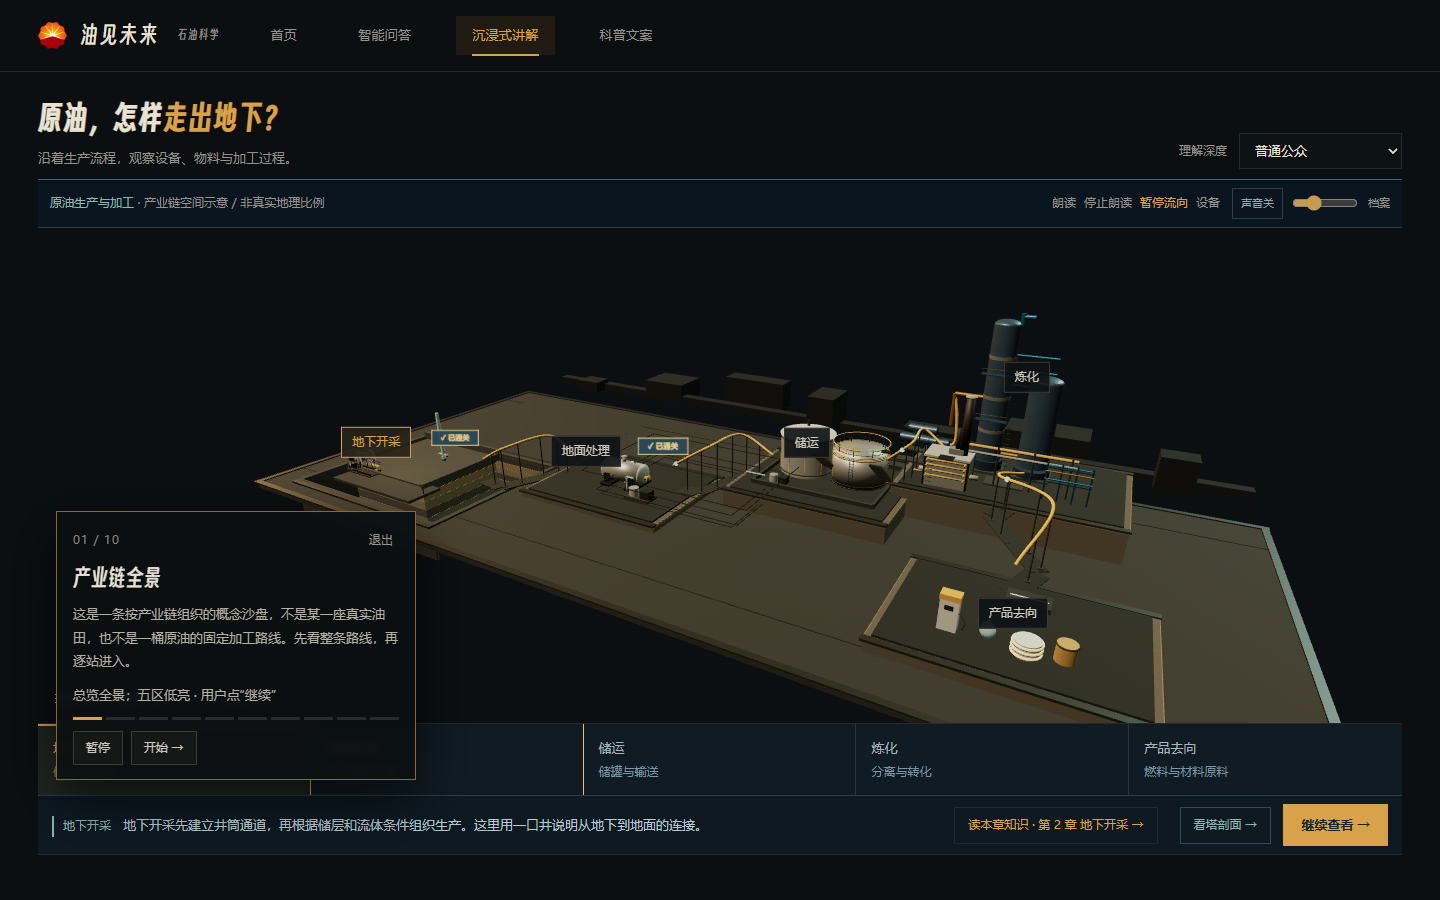 油见未来 石油科学 首页 智能问答 沉浸式讲解 科普文案
原油，怎样走出地下？
沿着生产流程，观察设备、物料与加工过程。
理解深度 普通公众
原油生产与加工 · 产业链空间示意 / 非真实地理比例
朗读 停止朗读 暂停流向 设备 声音关 档案
炼化
地下开采 ✓ 已通关
地面处理 ✓ 已通关
储运
产品去向
01 / 10 退出
产业链全景
这是一条按产业链组织的概念沙盘，不是某一座真实油
田，也不是一桶原油的固定加工路线。先看整条路线，再
逐站进入。
总览全景；五区低亮 · 用户点“继续”
暂停 开始 →
储运
储罐与输送
炼化
分离与转化
产品去向
燃料与材料原料
地下开采 地下开采先建立井筒通道，再根据储层和流体条件组织生产。这里用一口井说明从地下到地面的连接。
读本章知识 · 第 2 章 地下开采 → 看塔剖面 → 继续查看 →